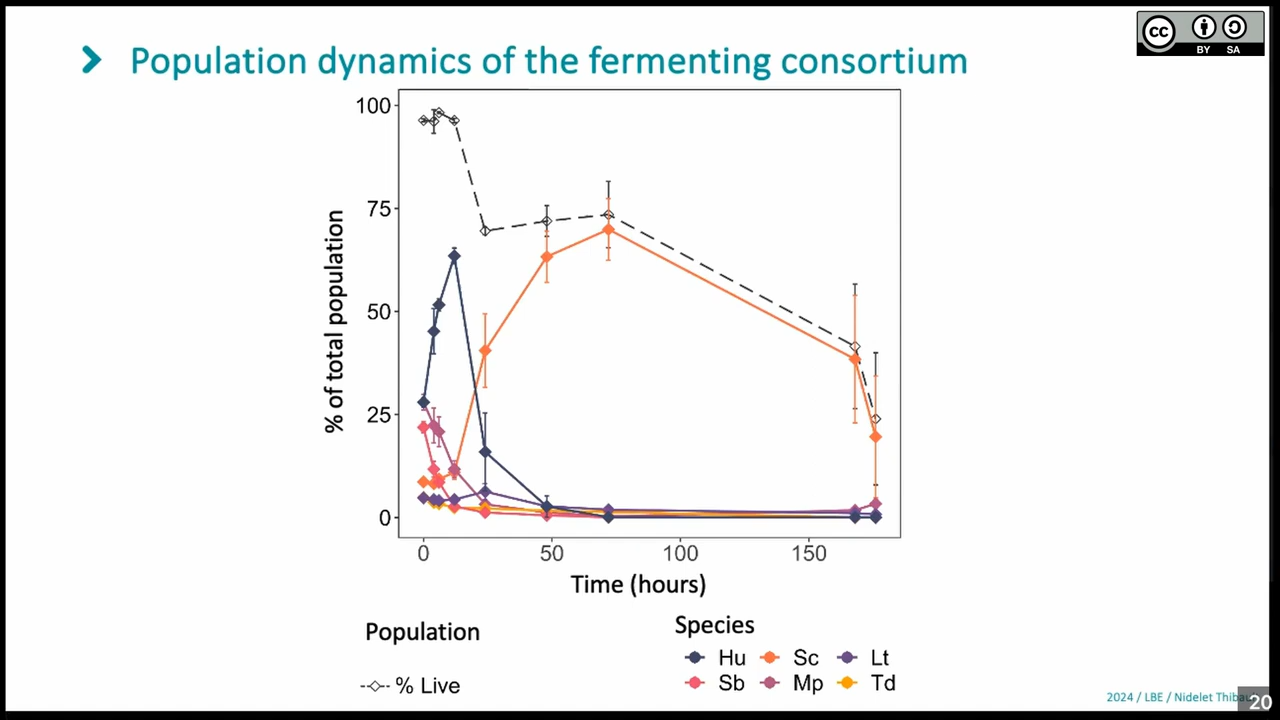 Population dynamics of the fermenting consortium
cc
BY SA
100
75
50
25
0
% of total population
0 50 100 150
Time (hours)
Population
% Live
Species
Hu Sc Lt
Sb Mp Td
2024 / LBE / Nidelet
20